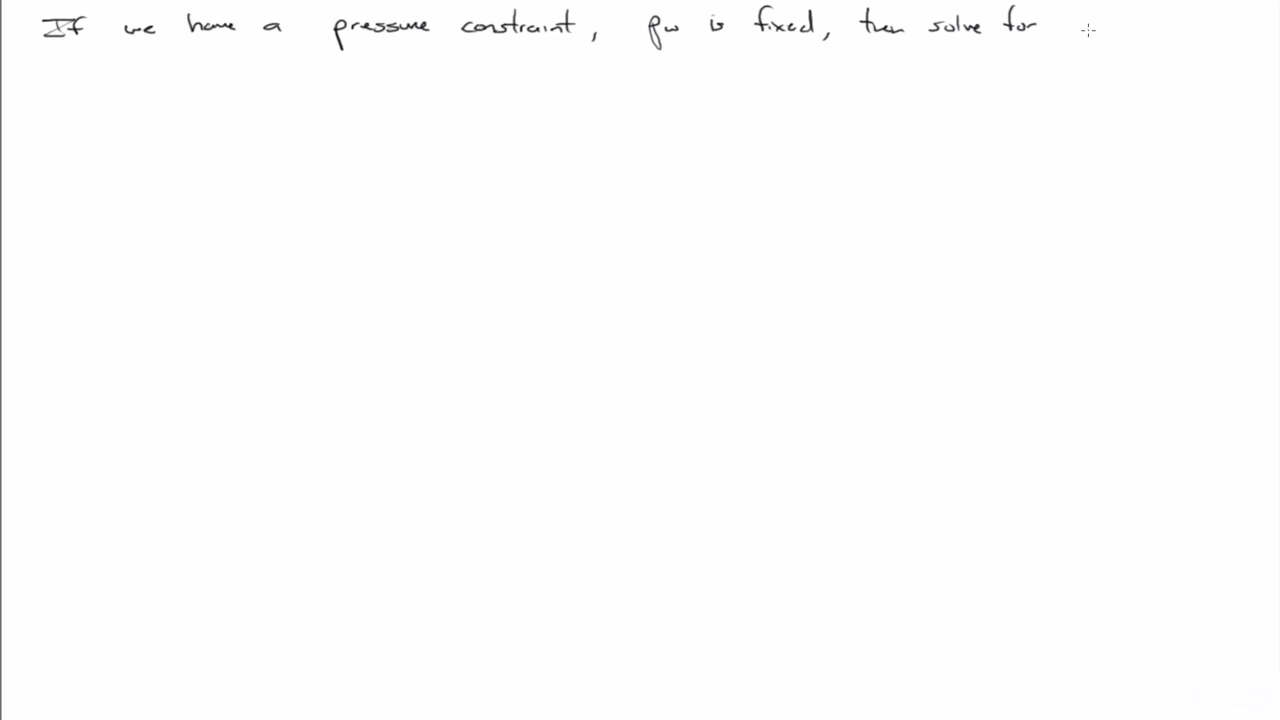 If we have a pressure constraint, pw is fixed, then solve for